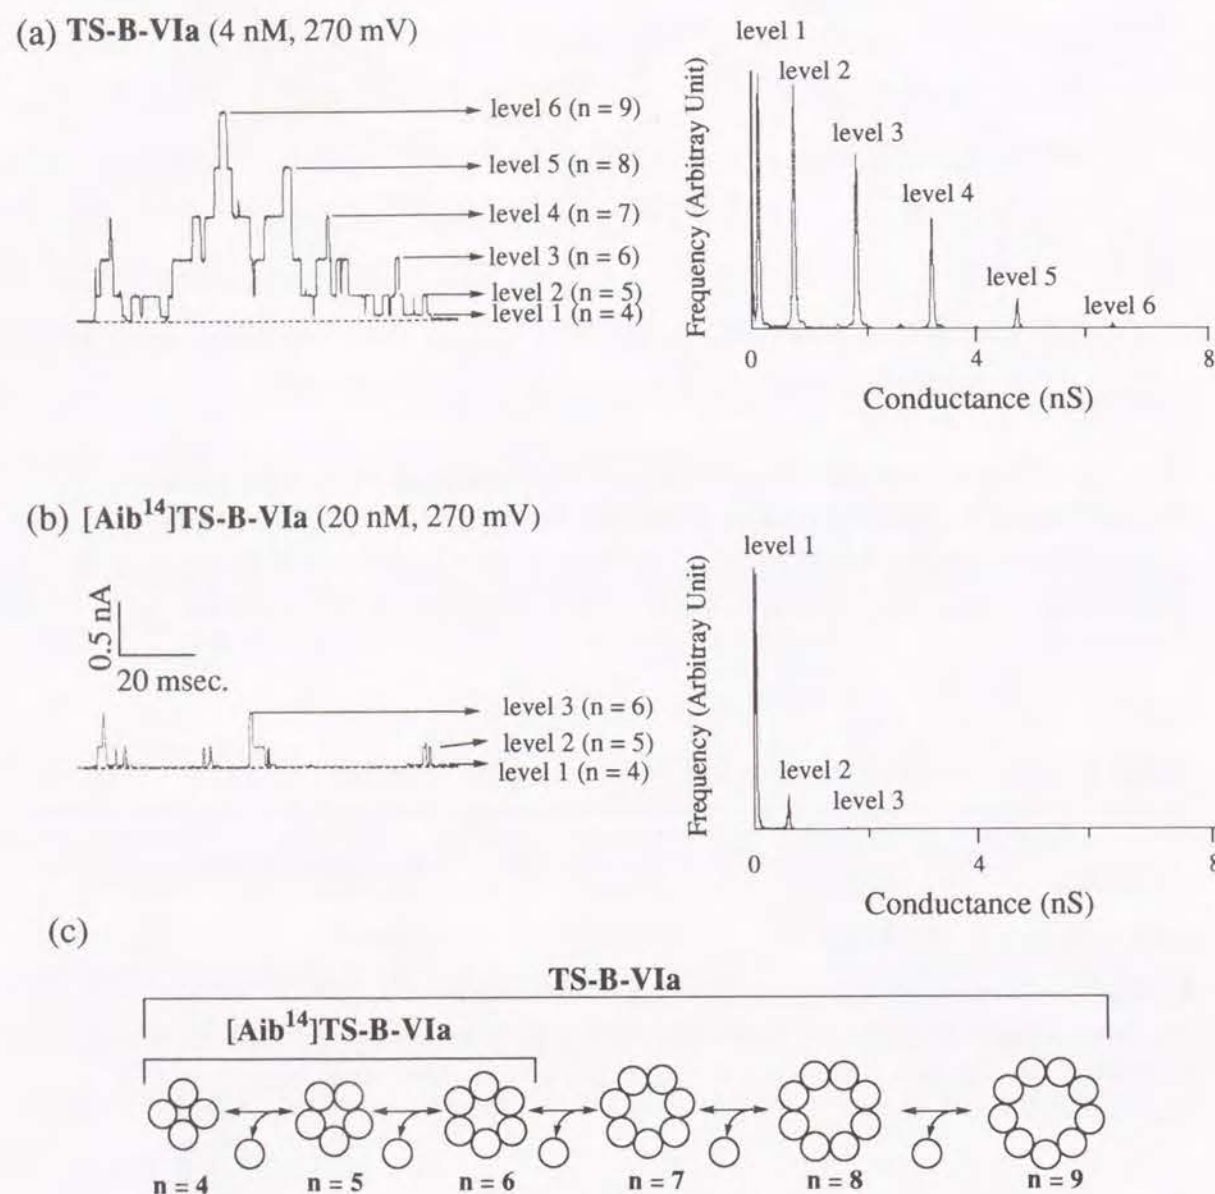 (a) TS-B-VIa (4 nM, 270 mV)
level 6 (n = 9)
level 5 (n = 8)
level 4 (n = 7)
level 3 (n = 6)
level 2 (n = 5)
level 1 (n = 4)
Frequency (Arbitray Unit)
level 1
level 2
level 3
level 4
level 5
level 6
0 4 8
Conductance (nS)
(b) [Aib¹⁴]TS-B-VIa (20 nM, 270 mV)
0.5 nA
20 msec.
level 3 (n = 6)
level 2 (n = 5)
level 1 (n = 4)
Frequency (Arbitray Unit)
level 1
level 2
level 3
0 4 8
Conductance (nS)
(c)
TS-B-VIa
[Aib¹⁴]TS-B-VIa
n = 4 n = 5 n = 6 n = 7 n = 8 n = 9